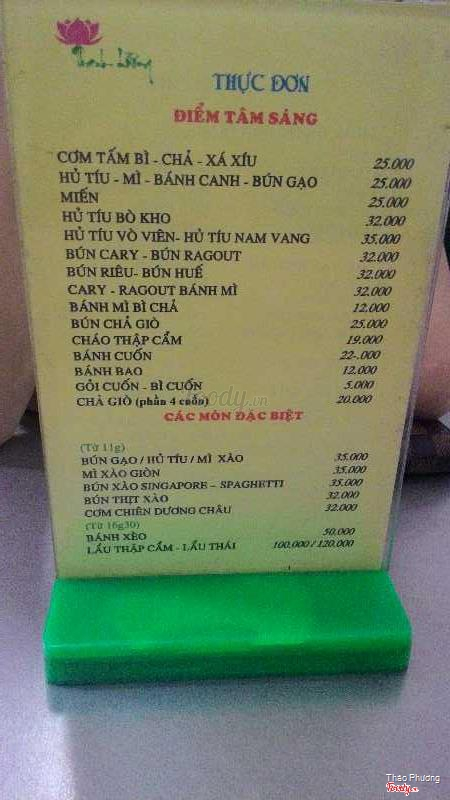 THỰC ĐƠN
ĐIỂM TÂM SÁNG
CƠM TẤM BÌ - CHẢ - XÁ XÍU 25.000
HỦ TÍU - MÌ - BÁNH CANH - BÚN GẠO 25.000
MIẾN 25.000
HỦ TÍU BÒ KHO 32.000
HỦ TÍU VÒ VIÊN- HỦ TÍU NAM VANG 35.000
BÚN CARY - BÚN RAGOUT 32.000
BÚN RIÊU- BÚN HUẾ 32.000
CARY - RAGOUT BÁNH MÌ 32.000
BÁNH MÌ BÌ CHẢ 12.000
BÚN CHẢ GIÒ 25.000
CHÁO THẬP CẨM 19.000
BÁNH CUỐN 22-.000
BÁNH BAO 12.000
GỎI CUỐN - BÌ CUỐN 5.000
CHẢ GIÒ (phần 4 cuốn) 20.000
foody.vn
CÁC MÓN ĐẶC BIỆT
(Từ 11g)
BÚN GẠO / HỦ TÍU / MÌ XÀO 35.000
MÌ XÀO GIÒN 35.000
BÚN XÀO SINGAPORE – SPAGHETTI 35.000
BÚN THỊT XÀO 32.000
CƠM CHIÊN DƯƠNG CHÂU 32.000
(Từ 16g30)
BÁNH XÈO 50.000
LẨU THẬP CẨM - LẨU THÁI 100.000 / 120.000
Thảo Phương
Foody.vn